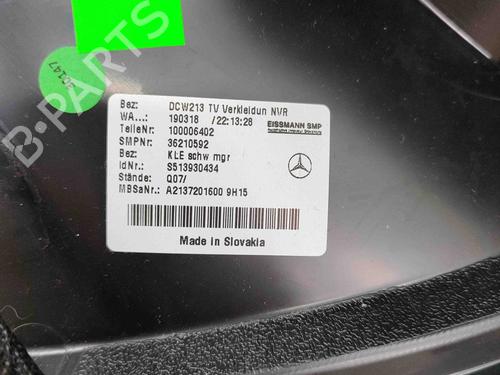 B-PARTS
20147
Bez: DCW213 TV Verkleidun NVR
WA...: 190318 /22:13:28
EISSMANN SMP
TeileNr: 100006402
SMPNr: 36210592
Bez: KLE schw mgr
IdNr.: S513930434
Stände: Q07/
MBSaNr.: A2137201600 9H15
Made in Slovakia